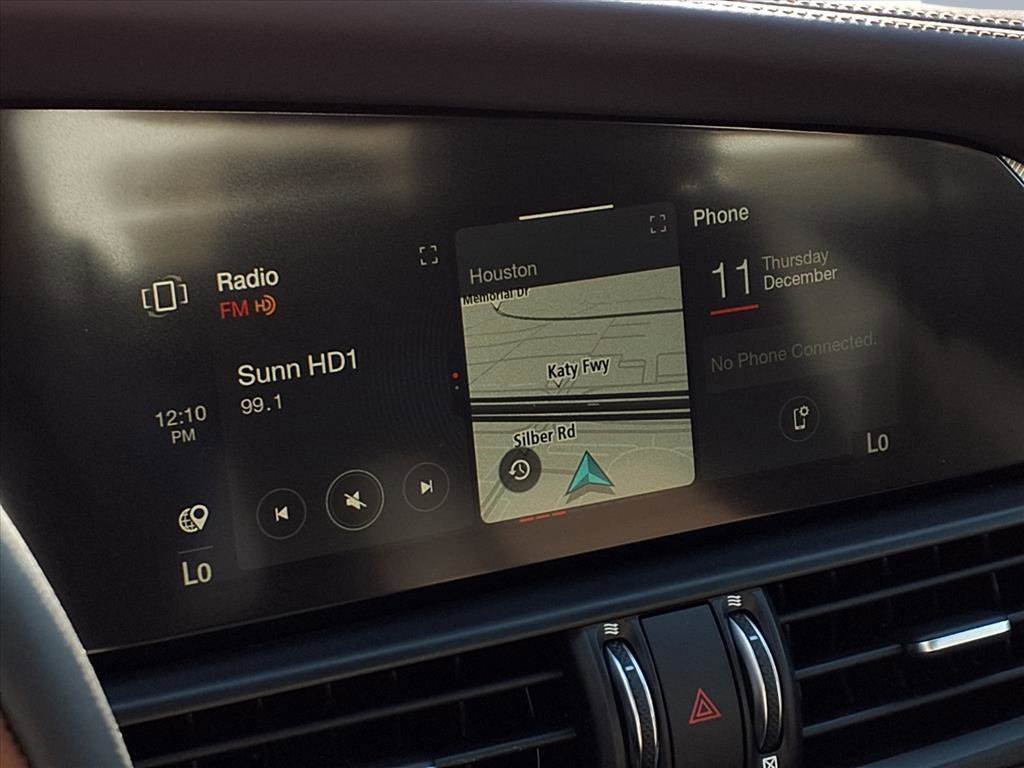 Radio
FM HD
Sunn HD1
99.1
12:10
PM
Lo
Houston
Memorial Dr
Katy Fwy
Silber Rd
Phone
11
Thursday
December
No Phone Connected.
Lo